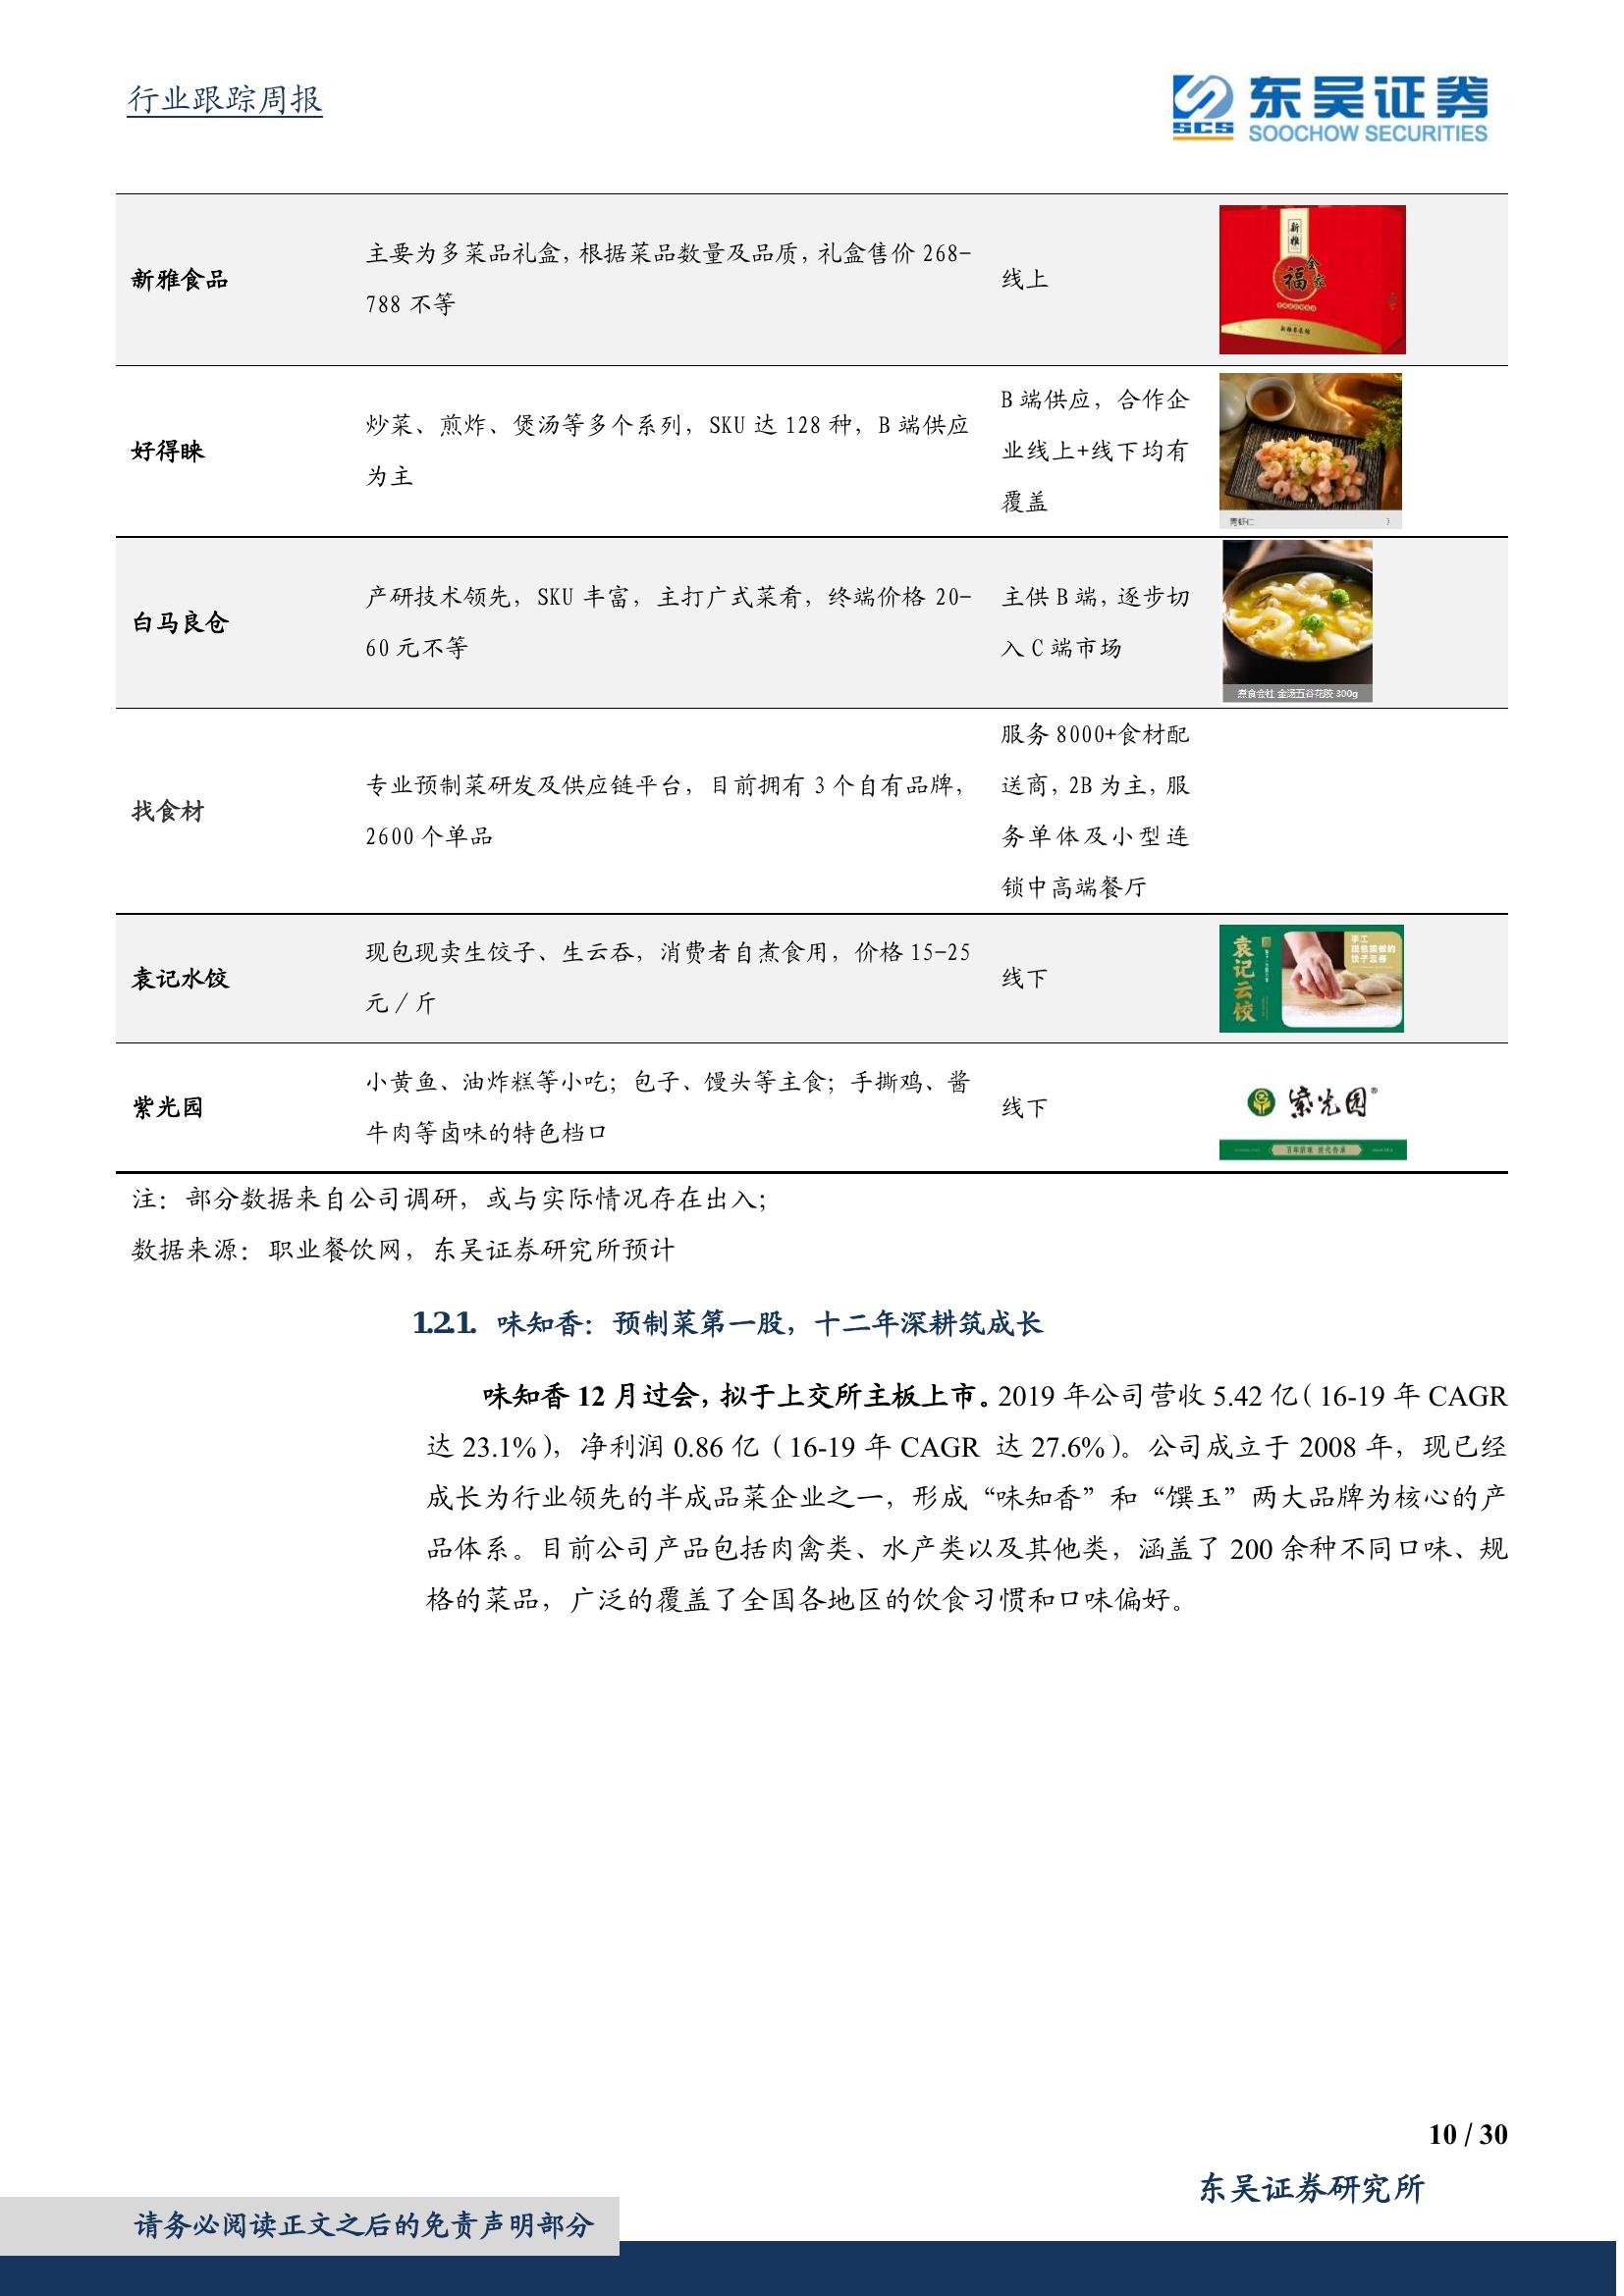 行业跟踪周报
东吴证券
SCS
SOOCHOW SECURITIES
新雅食品
主要为多菜品礼盒，根据菜品数量及品质，礼盒售价 268-
788 不等
线上
新雅
全家福
好得睐
炒菜、煎炸、煲汤等多个系列，SKU 达 128 种，B 端供应
为主
B 端供应，合作企
业线上+线下均有
覆盖
白马良仓
产研技术领先，SKU 丰富，主打广式菜肴，终端价格 20-
60 元不等
主供 B 端，逐步切
入 C 端市场
煮食会社 金汤五谷花胶 300g
找食材
专业预制菜研发及供应链平台，目前拥有 3 个自有品牌，
2600 个单品
服务 8000+食材配
送商，2B 为主，服
务单体及小型连
锁中高端餐厅
袁记水饺
现包现卖生饺子、生云吞，消费者自煮食用，价格 15-25
元／斤
线下
袁记云饺
手工
现包现做的
饺子云吞
紫光园
小黄鱼、油炸糕等小吃；包子、馒头等主食；手撕鸡、酱
牛肉等卤味的特色档口
线下
紫光园®
注：部分数据来自公司调研，或与实际情况存在出入；
数据来源：职业餐饮网，东吴证券研究所预计
1.2.1. 味知香：预制菜第一股，十二年深耕筑成长
味知香 12 月过会，拟于上交所主板上市。2019 年公司营收 5.42 亿（16-19 年 CAGR
达 23.1%），净利润 0.86 亿（16-19 年 CAGR 达 27.6%）。公司成立于 2008 年，现已经
成长为行业领先的半成品菜企业之一，形成“味知香”和“馔玉”两大品牌为核心的产
品体系。目前公司产品包括肉禽类、水产类以及其他类，涵盖了 200 余种不同口味、规
格的菜品，广泛的覆盖了全国各地区的饮食习惯和口味偏好。
10 / 30
东吴证券研究所
请务必阅读正文之后的免责声明部分